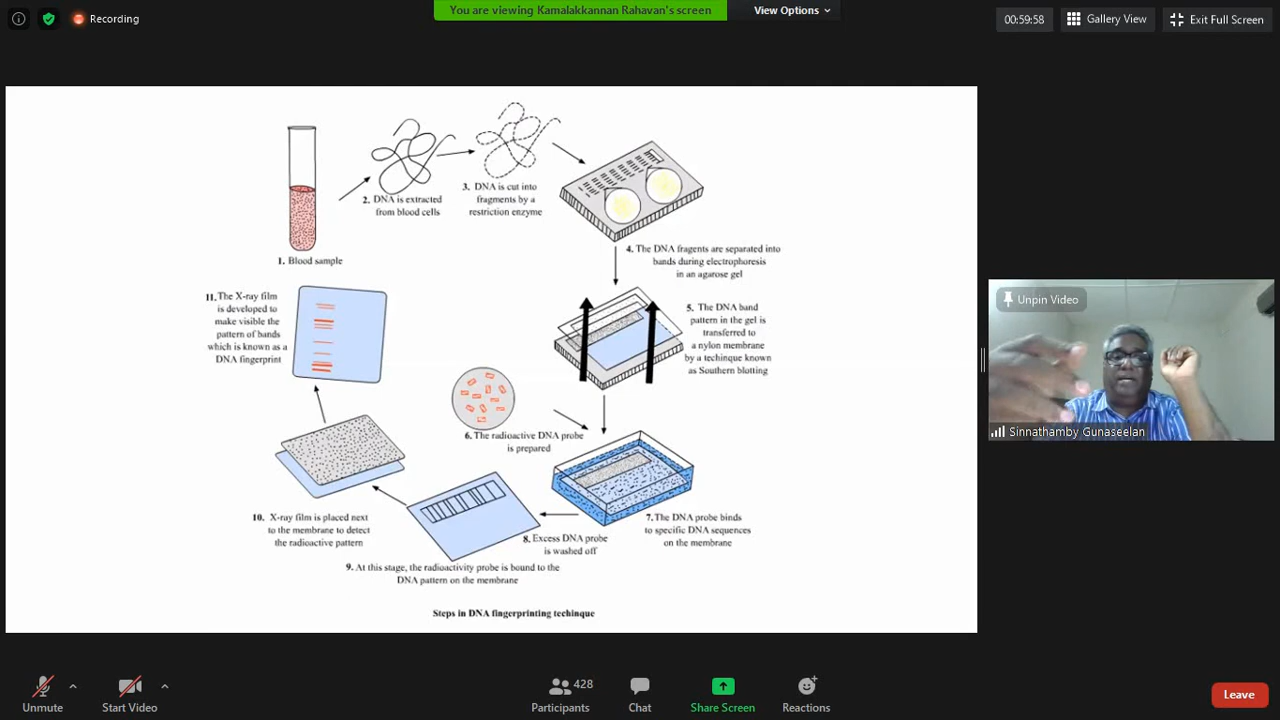 Recording
You are viewing Kamalakkannan Rahavan's screen
View Options
00:59:58
Gallery View
Exit Full Screen
1. Blood sample
2. DNA is extracted
from blood cells
3. DNA is cut into
fragments by a
restriction enzyme
4. The DNA fragents are separated into
bands during electrophoresis
in an agarose gel
5. The DNA band
pattern in the gel is
transferred to
a nylon membrane
by a techinque known
as Southern blotting
6. The radioactive DNA probe
is prepared
7. The DNA probe binds
to specific DNA sequences
on the membrane
8. Excess DNA probe
is washed off
9. At this stage, the radioactivity probe is bound to the
DNA pattern on the membrane
10. X-ray film is placed next
to the membrane to detect
the radioactive pattern
11. The X-ray film
is developed to
make visible the
pattern of bands
which is known as a
DNA fingerprint
Steps in DNA fingerprinting techinque
Unpin Video
Sinnathamby Gunaseelan
Unmute
Start Video
428
Participants
Chat
Share Screen
Reactions
Leave